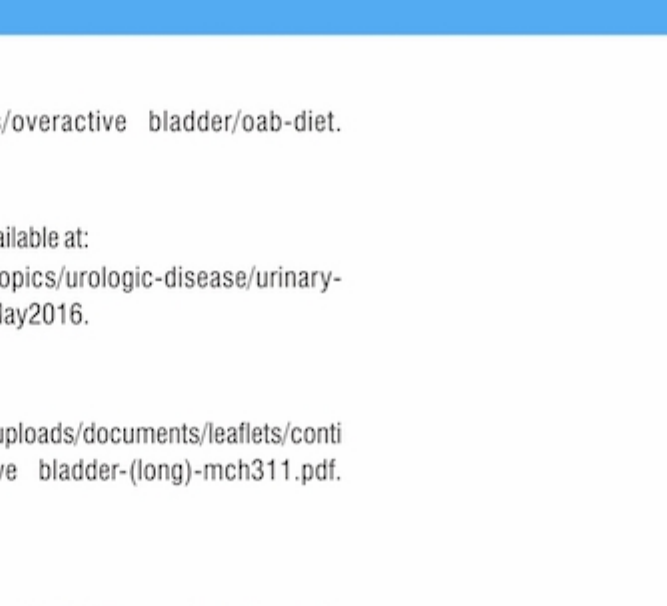 /overactive bladder/oab-diet.
ailable at:
opics/urologic-disease/urinary-
lay2016.
uploads/documents/leaflets/conti
ve bladder-(long)-mch311.pdf.